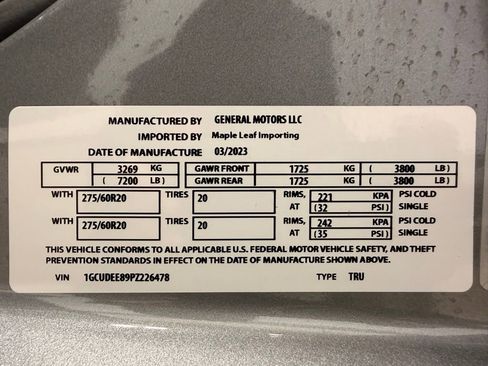 MANUFACTURED BY GENERAL MOTORS LLC
IMPORTED BY Maple Leaf Importing
DATE OF MANUFACTURE 03/2023
GVWR 3269 KG GAWR FRONT 1725 KG ( 3800 LB )
( 7200 LB ) GAWR REAR 1725 KG ( 3800 LB )
WITH 275/60R20 TIRES 20 RIMS, 221 KPA PSI COLD
AT (32 PSI ) SINGLE
WITH 275/60R20 TIRES 20 RIMS, 242 KPA PSI COLD
AT (35 PSI ) SINGLE
THIS VEHICLE CONFORMS TO ALL APPLICABLE U.S. FEDERAL MOTOR VEHICLE SAFETY, AND THEFT
PREVENTION STANDARDS IN EFFECT ON THE DATE OF MANUFACTURE SHOWN ABOVE.
VIN 1GCUDEE89PZ226478 TYPE TRU